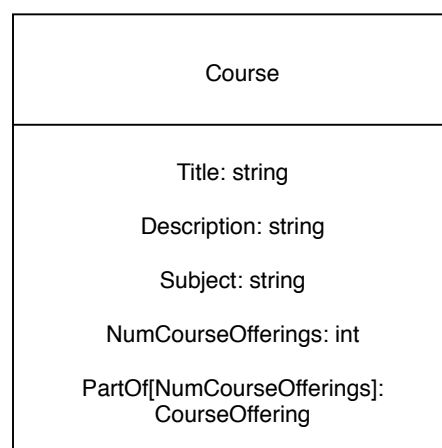 Course
Title: string
Description: string
Subject: string
NumCourseOfferings: int
PartOf[NumCourseOfferings]:
CourseOffering